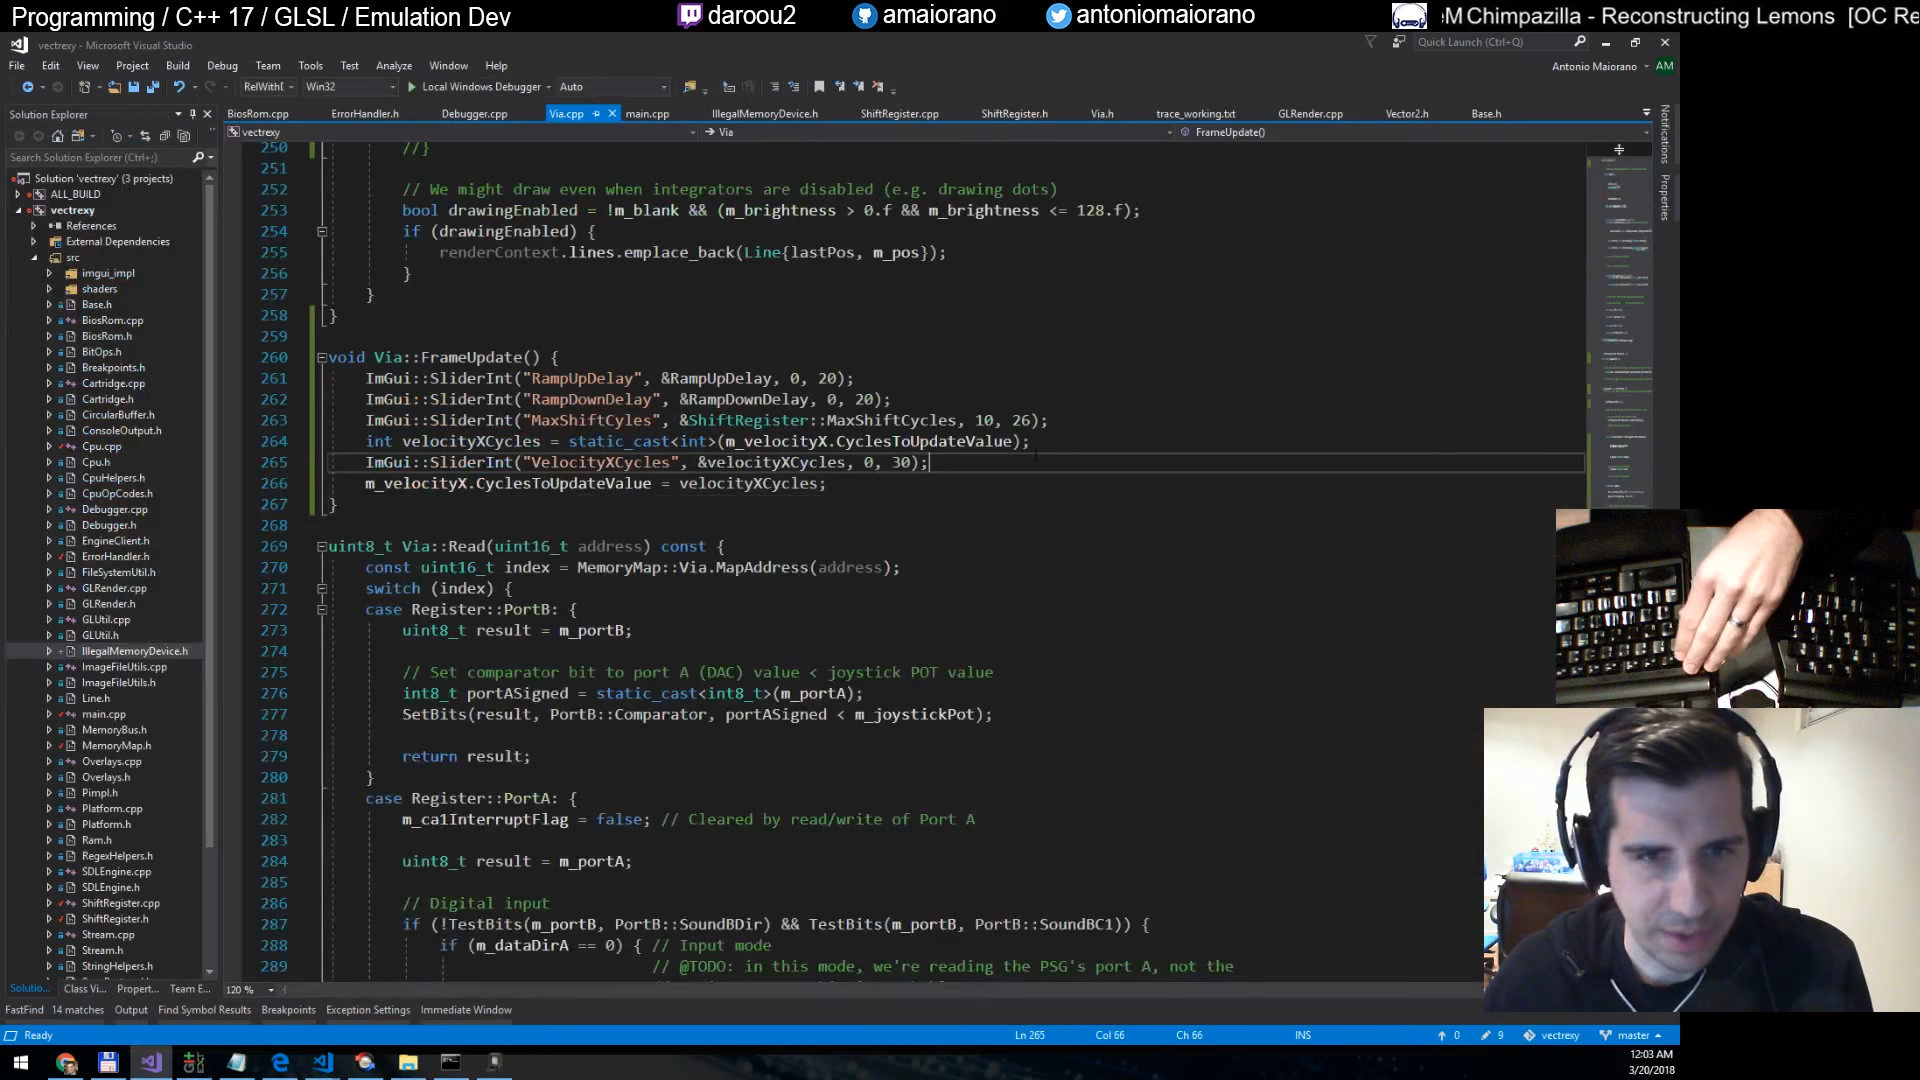 Programming / C++ 17 / GLSL / Emulation Dev
daroou2
amaiorano
antoniomaiorano
M Chimpazilla - Reconstructing Lemons [OC Re
vectrexy - Microsoft Visual Studio
Quick Launch (Ctrl+Q)
File Edit View Project Build Debug Team Tools Test Analyze Window Help
Antonio Maiorano AM
RelWithI Win32 Local Windows Debugger Auto
Solution Explorer
BiosRom.cpp ErrorHandler.h Debugger.cpp Via.cpp main.cpp IllegalMemoryDevice.h ShiftRegister.cpp ShiftRegister.h Via.h trace_working.txt GLRender.cpp Vector2.h Base.h
vectrexy Via FrameUpdate()
Notifications
Properties
Search Solution Explorer (Ctrl+;)
Solution 'vectrexy' (3 projects)
ALL_BUILD
vectrexy
References
External Dependencies
src
imgui_impl
shaders
Base.h
BiosRom.cpp
BiosRom.h
BitOps.h
Breakpoints.h
Cartridge.cpp
Cartridge.h
CircularBuffer.h
ConsoleOutput.h
Cpu.cpp
Cpu.h
CpuHelpers.h
CpuOpCodes.h
Debugger.cpp
Debugger.h
EngineClient.h
ErrorHandler.h
FileSystemUtil.h
GLRender.cpp
GLRender.h
GLUtil.cpp
GLUtil.h
IllegalMemoryDevice.h
ImageFileUtils.cpp
ImageFileUtils.h
Line.h
main.cpp
MemoryBus.h
MemoryMap.h
Overlays.cpp
Overlays.h
Pimpl.h
Platform.cpp
Platform.h
Ram.h
RegexHelpers.h
SDLEngine.cpp
SDLEngine.h
ShiftRegister.cpp
ShiftRegister.h
Stream.cpp
Stream.h
StringHelpers.h
250 //}
251
252 // We might draw even when integrators are disabled (e.g. drawing dots)
253 bool drawingEnabled = !m_blank && (m_brightness > 0.f && m_brightness <= 128.f);
254 if (drawingEnabled) {
255 renderContext.lines.emplace_back(Line{lastPos, m_pos});
256 }
257 }
258 }
259
260 void Via::FrameUpdate() {
261 ImGui::SliderInt("RampUpDelay", &RampUpDelay, 0, 20);
262 ImGui::SliderInt("RampDownDelay", &RampDownDelay, 0, 20);
263 ImGui::SliderInt("MaxShiftCyles", &ShiftRegister::MaxShiftCycles, 10, 26);
264 int velocityXCycles = static_cast<int>(m_velocityX.CyclesToUpdateValue);
265 ImGui::SliderInt("VelocityXCycles", &velocityXCycles, 0, 30);
266 m_velocityX.CyclesToUpdateValue = velocityXCycles;
267 }
268
269 uint8_t Via::Read(uint16_t address) const {
270 const uint16_t index = MemoryMap::Via.MapAddress(address);
271 switch (index) {
272 case Register::PortB: {
273 uint8_t result = m_portB;
274
275 // Set comparator bit to port A (DAC) value < joystick POT value
276 int8_t portASigned = static_cast<int8_t>(m_portA);
277 SetBits(result, PortB::Comparator, portASigned < m_joystickPot);
278
279 return result;
280 }
281 case Register::PortA: {
282 m_ca1InterruptFlag = false; // Cleared by read/write of Port A
283
284 uint8_t result = m_portA;
285
286 // Digital input
287 if (!TestBits(m_portB, PortB::SoundBDir) && TestBits(m_portB, PortB::SoundBC1)) {
288 if (m_dataDirA == 0) { // Input mode
289 // @TODO: in this mode, we're reading the PSG's port A, not the
Solutio... Class Vi... Propert... Team E... 120 %
FastFind 14 matches Output Find Symbol Results Breakpoints Exception Settings Immediate Window
Ready Ln 265 Col 66 Ch 66 INS 0 9 vectrexy master
12:03 AM
3/20/2018